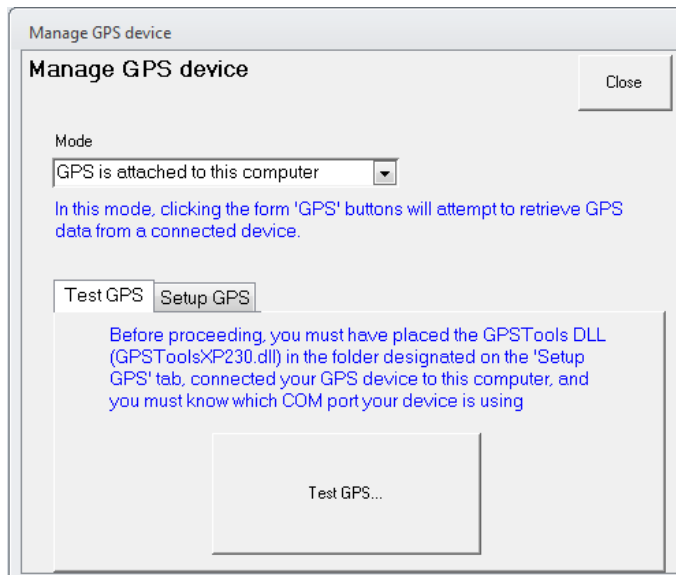 Manage GPS device
Manage GPS device
Close
Mode
GPS is attached to this computer
In this mode, clicking the form 'GPS' buttons will attempt to retrieve GPS
data from a connected device.
Test GPS
Setup GPS
Before proceeding, you must have placed the GPSTools DLL
(GPSToolsXP230.dll) in the folder designated on the 'Setup
GPS' tab, connected your GPS device to this computer, and
you must know which COM port your device is using
Test GPS...